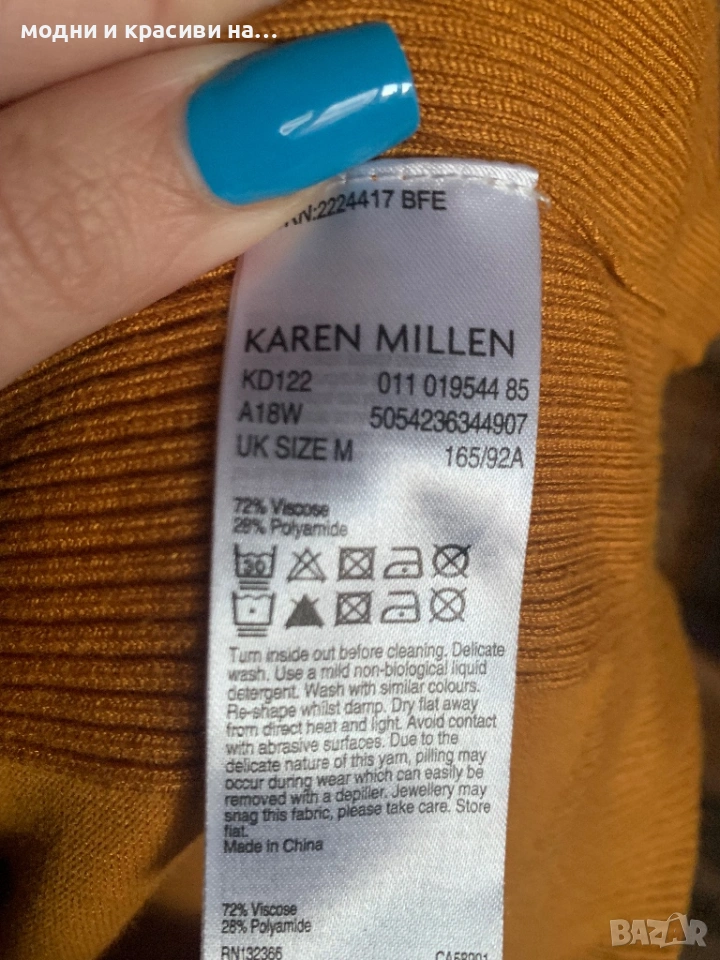 модни и красиви на...
RN:2224417 BFE
KAREN MILLEN
KD122 011 019544 85
A18W 5054236344907
UK SIZE M 165/92A
72% Viscose
28% Polyamide
30
Turn inside out before cleaning. Delicate
wash. Use a mild non-biological liquid
detergent. Wash with similar colours.
Re-shape whilst damp. Dry flat away
from direct heat and light. Avoid contact
with abrasive surfaces. Due to the
delicate nature of this yarn, pilling may
occur during wear which can easily be
removed with a depiller. Jewellery may
snag this fabric, please take care. Store
flat.
Made in China
72% Viscose
28% Polyamide
RN132366
BAZAR